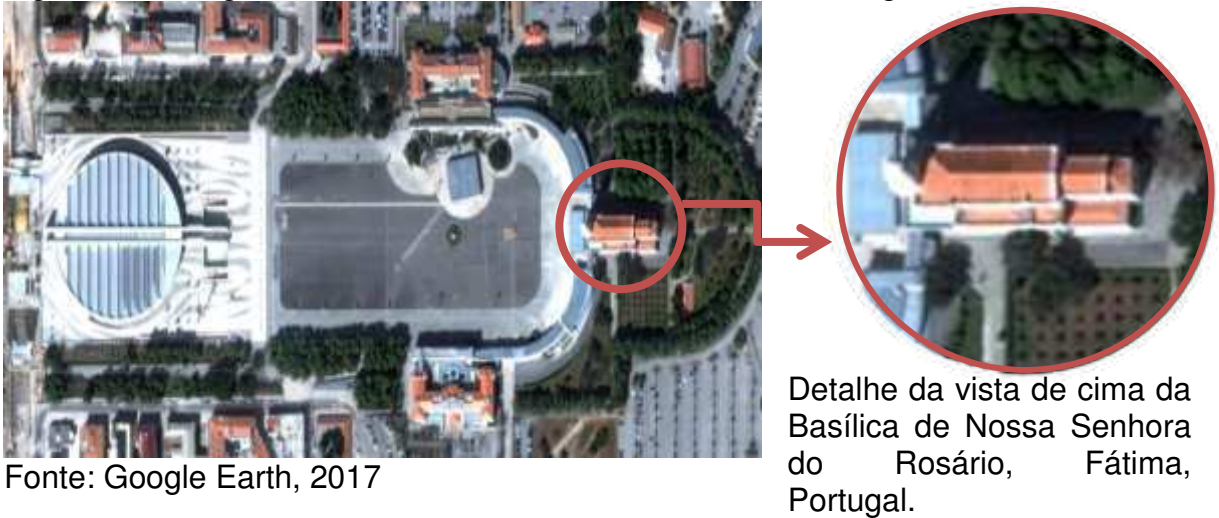 Fonte: Google Earth, 2017
Detalhe da vista de cima da
Basílica de Nossa Senhora
do Rosário, Fátima,
Portugal.